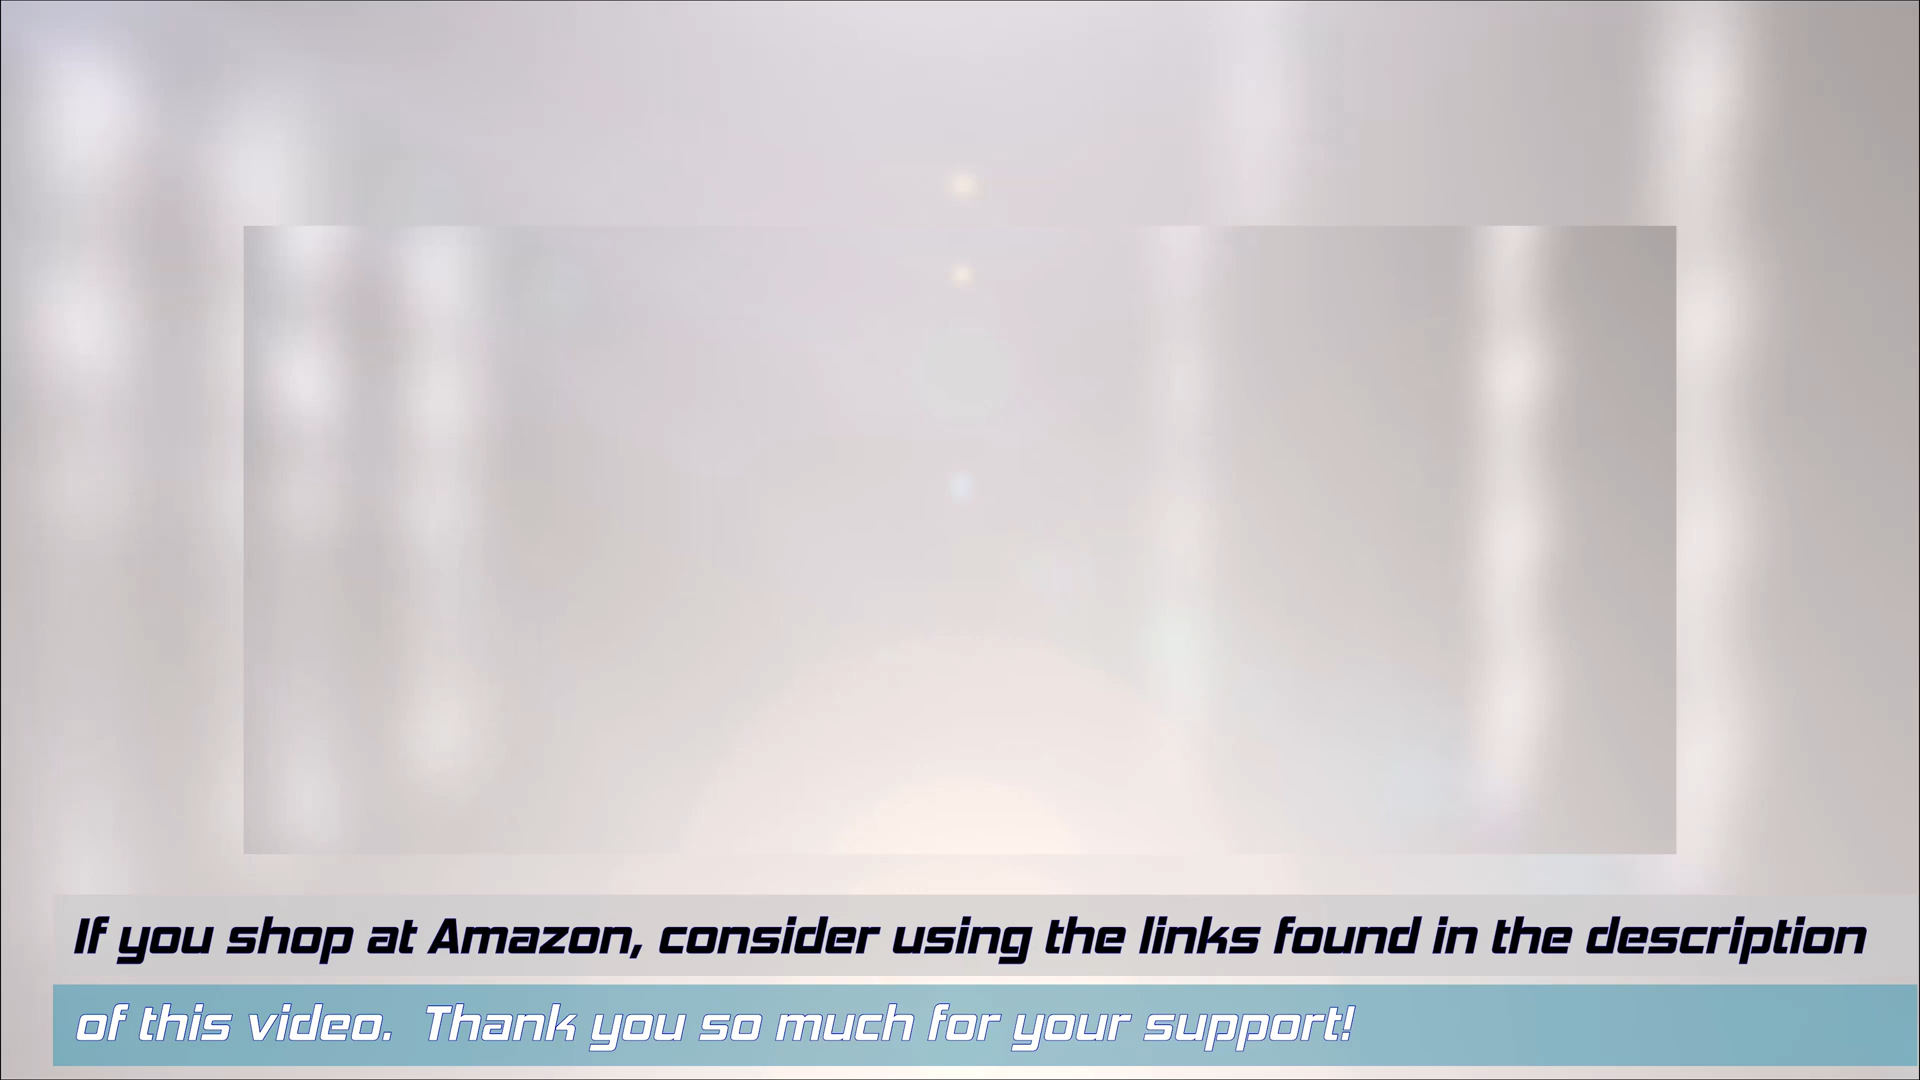 If you shop at Amazon, consider using the links found in the description
of this video. Thank you so much for your support!